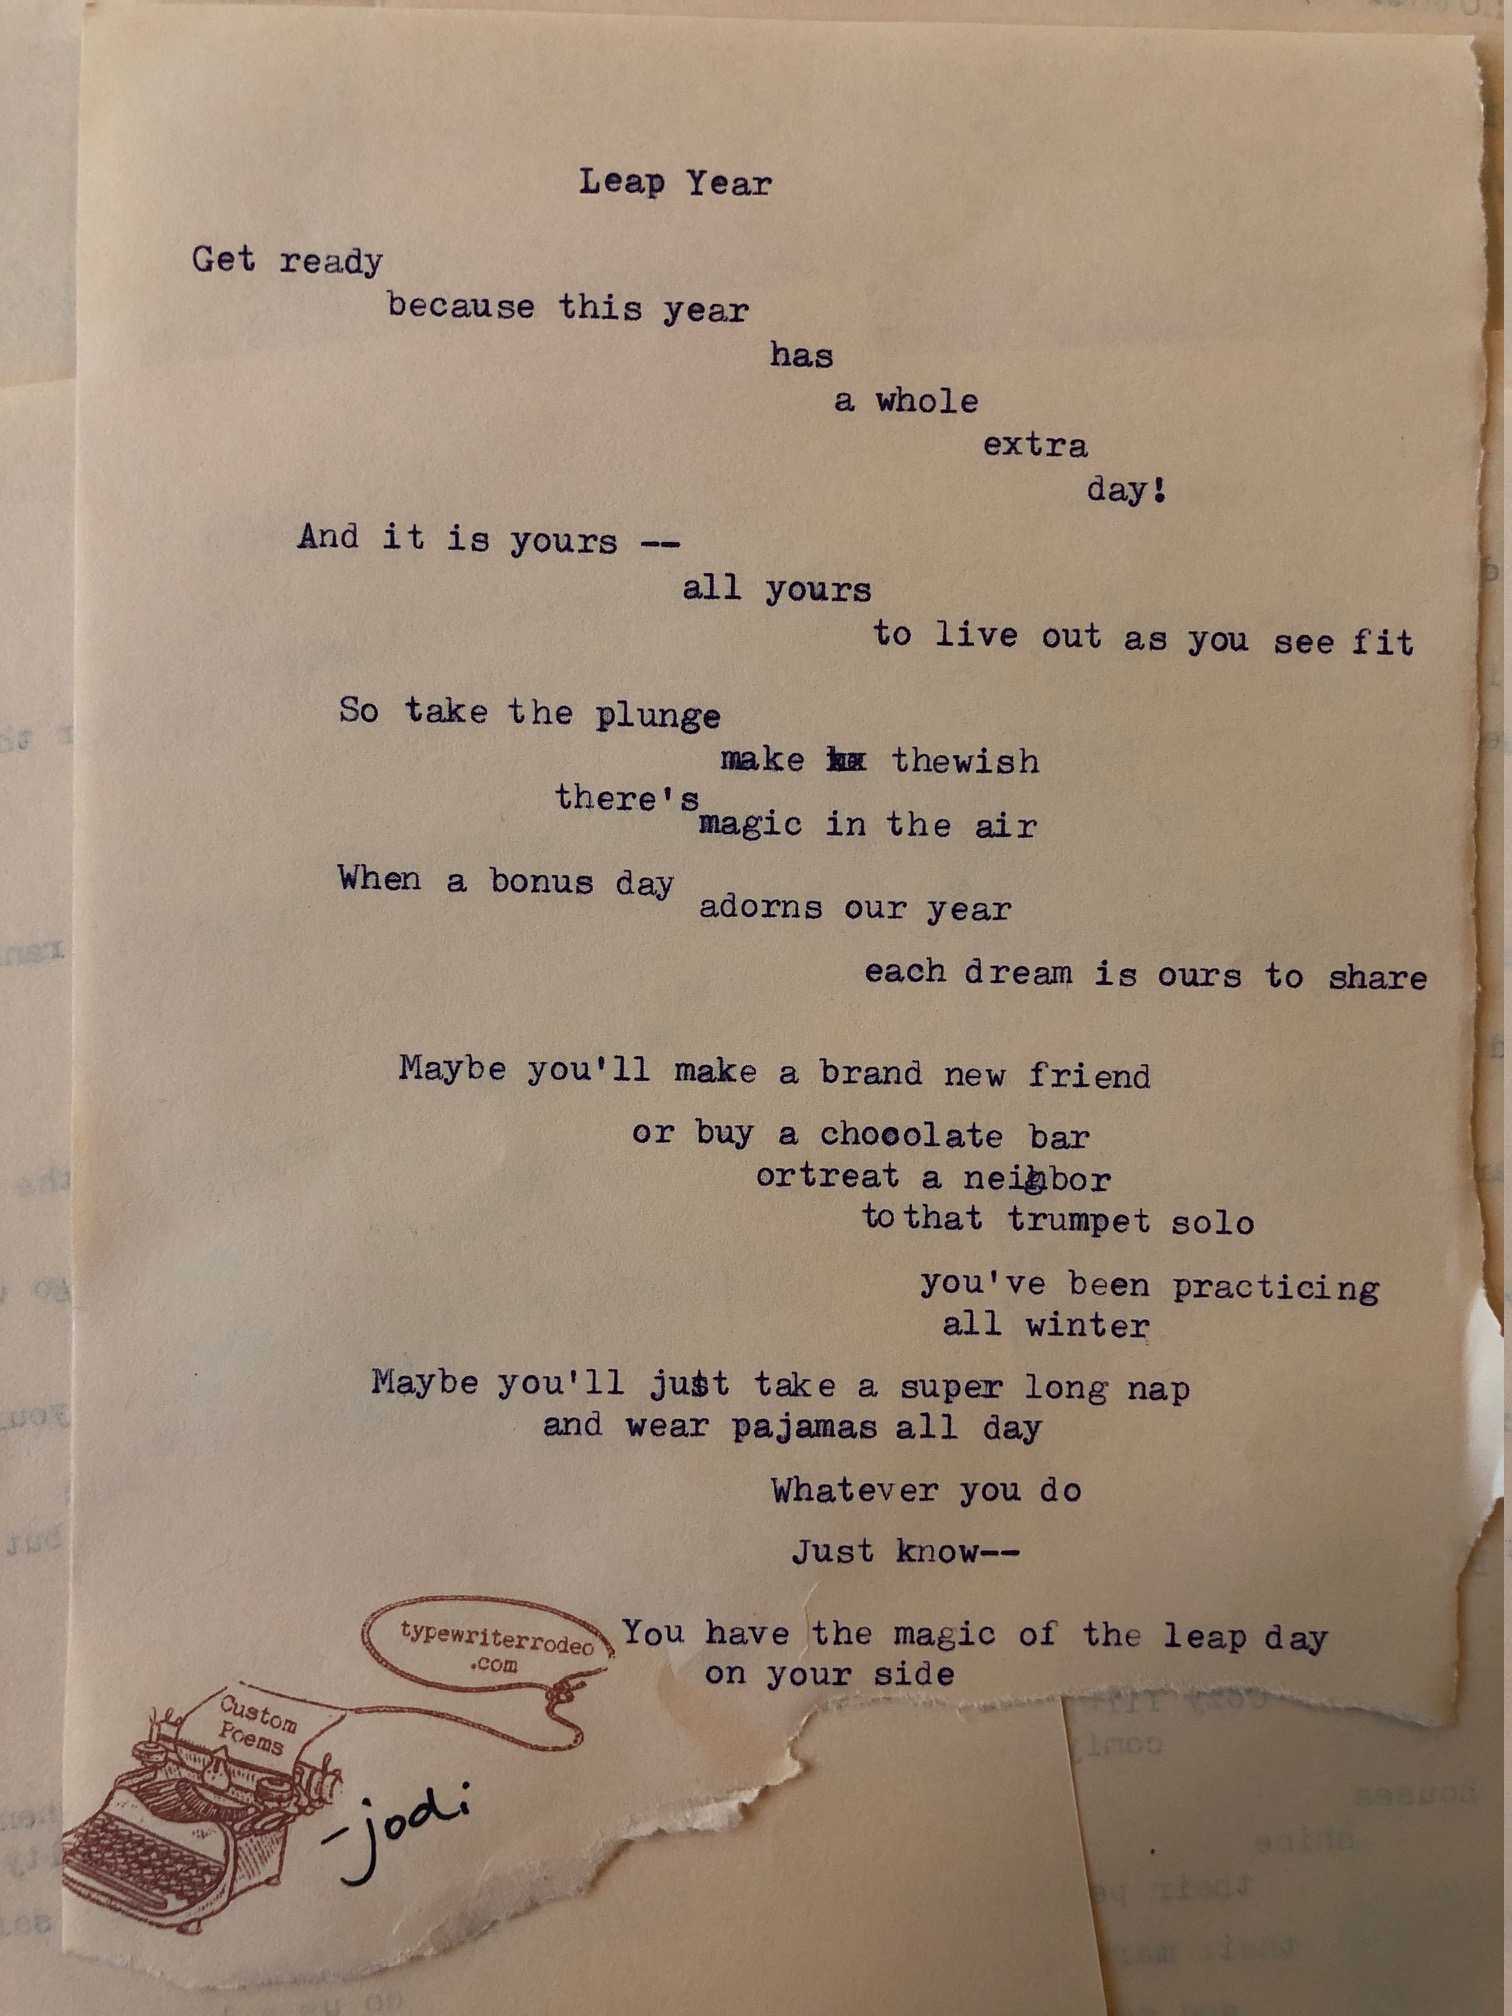 Leap Year
Get ready
because this year
has
a whole
extra
day!
And it is yours --
all yours
to live out as you see fit
So take the plunge
make thewish
there's
magic in the air
When a bonus day
adorns our year
each dream is ours to share
Maybe you'll make a brand new friend
or buy a chocolate bar
ortreat a neighbor
to that trumpet solo
you've been practicing
all winter
Maybe you'll just take a super long nap
and wear pajamas all day
Whatever you do
Just know--
You have the magic of the leap day
on your side
typewriterrodeo
.com
Custom
Poems
-jodi